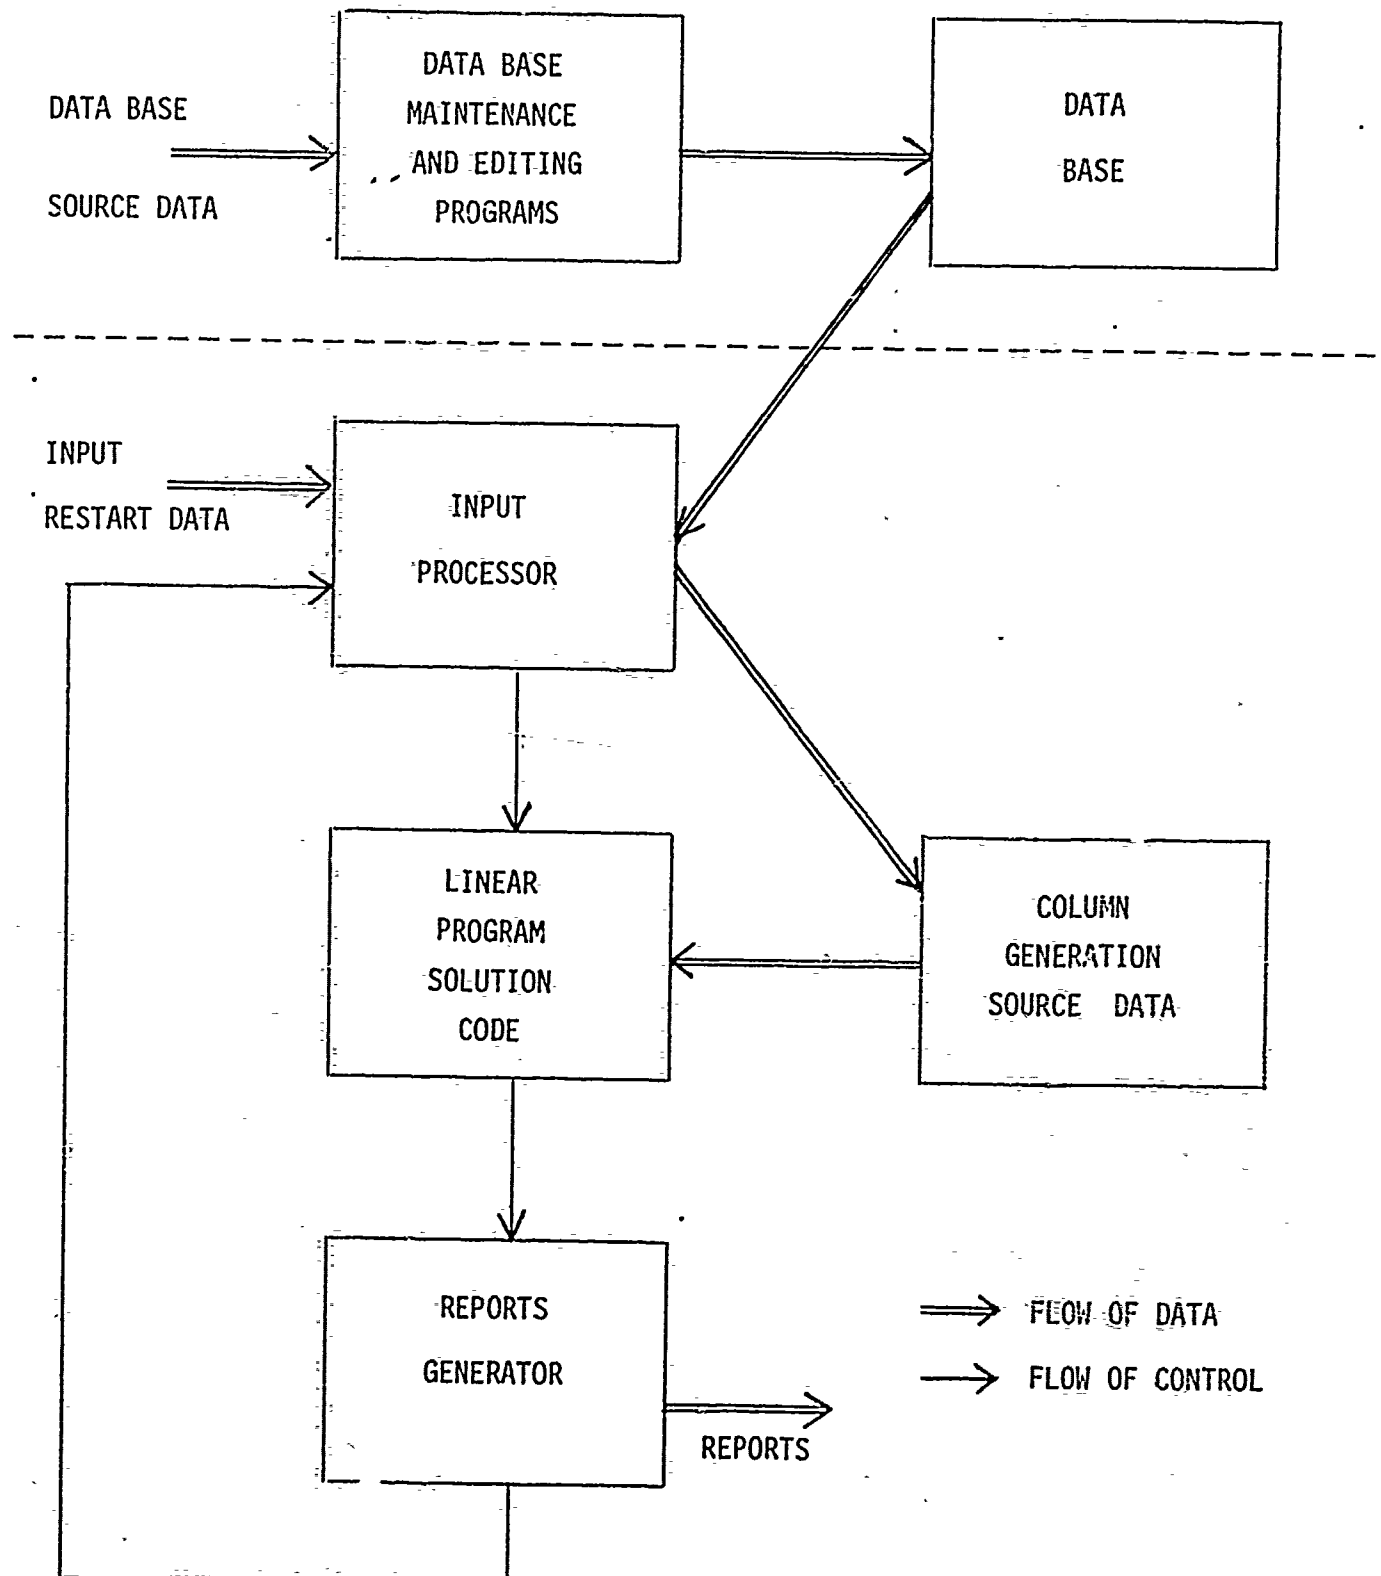 DATA BASE
SOURCE DATA
DATA BASE
MAINTENANCE
AND EDITING
PROGRAMS
DATA
BASE
INPUT
RESTART DATA
INPUT
PROCESSOR
LINEAR
PROGRAM
SOLUTION
CODE
COLUMN
GENERATION
SOURCE DATA
REPORTS
GENERATOR
REPORTS
FLOW OF DATA
FLOW OF CONTROL